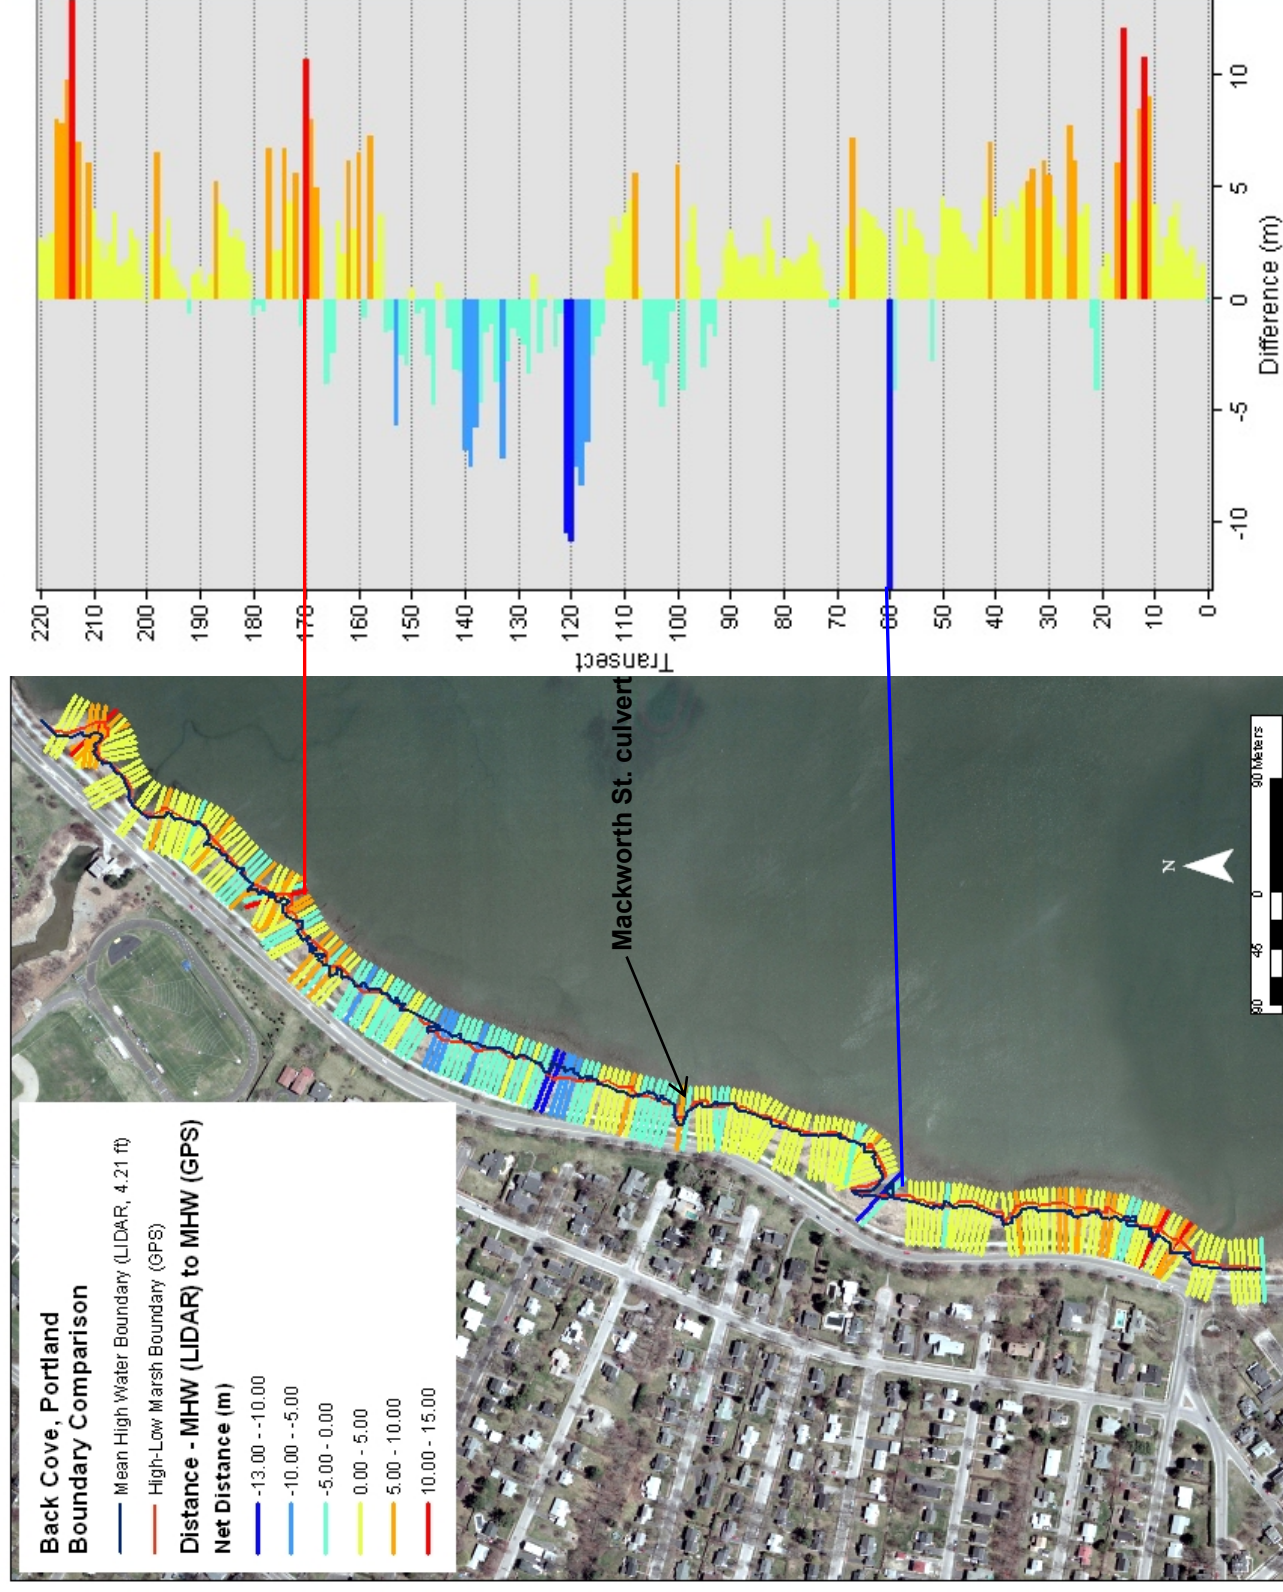 Back Cove, Portland
Boundary Comparison
Mean High Water Boundary (LIDAR, 4.21 ft)
High-Low Marsh Boundary (GPS)
Distance - MHW (LIDAR) to MHW (GPS)
Net Distance (m)
-13.00 - -10.00
-10.00 - -5.00
-5.00 - 0.00
0.00 - 5.00
5.00 - 10.00
10.00 - 15.00
Mackworth St. culvert
N
90 45 0 90 Meters
Transect
220
210
200
190
180
170
160
150
140
130
120
110
100
90
80
70
60
50
40
30
20
10
0
-10
-5
0
5
10
Difference (m)